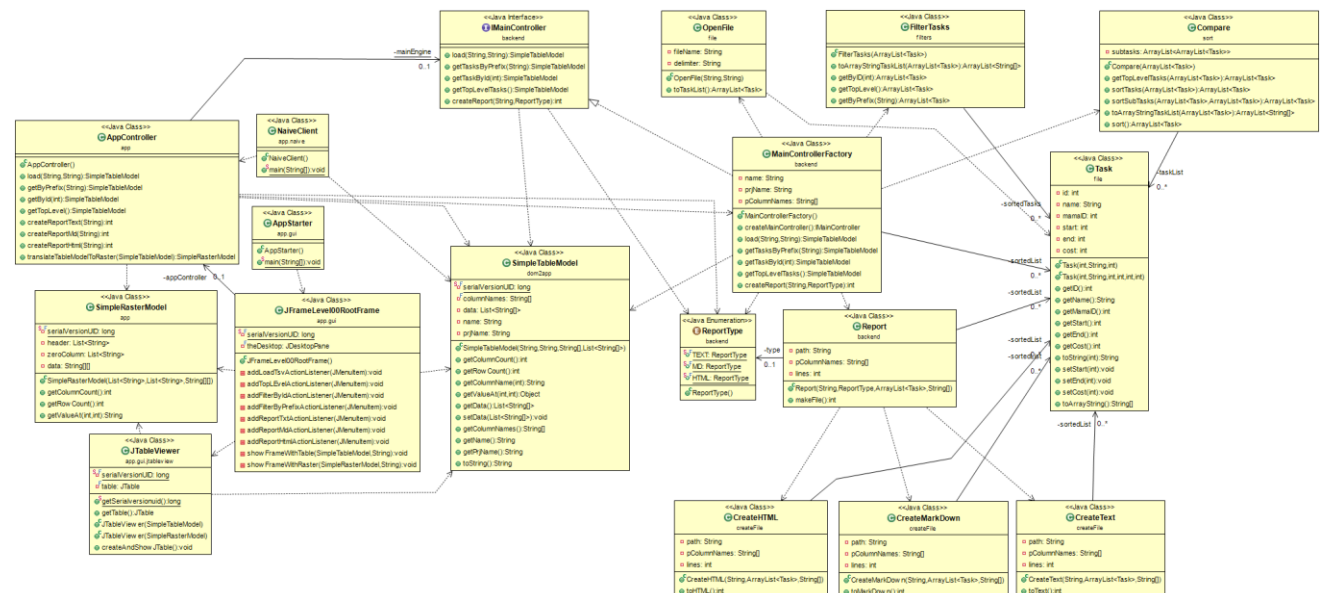 <<Java Interface>>
IMainController
backend
load(String,String):SimpleTableModel
getTasksByPrefix(String):SimpleTableModel
getTaskById(int):SimpleTableModel
getTopLevelTasks():SimpleTableModel
createReport(String,ReportType):int
<<Java Class>>
OpenFile
file
fileName: String
delimiter: String
OpenFile(String,String)
toTaskList():ArrayList<Task>
<<Java Class>>
FilterTasks
filters
FilterTasks(ArrayList<Task>)
toArrayStringTaskList(ArrayList<Task>):ArrayList<String[]>
getByID(int):ArrayList<Task>
getTopLevel():ArrayList<Task>
getByPrefix(String):ArrayList<Task>
<<Java Class>>
Compare
sort
subtasks: ArrayList<ArrayList<Task>>
Compare(ArrayList<Task>)
getTopLevelTasks(ArrayList<Task>):ArrayList<Task>
sortTasks(ArrayList<Task>):ArrayList<Task>
sortSubTasks(ArrayList<Task>,ArrayList<Task>):ArrayList<Task>
toArrayStringTaskList(ArrayList<Task>):ArrayList<String[]>
sort():ArrayList<Task>
-mainEngine
0..1
<<Java Class>>
AppController
app
AppController()
load(String,String):SimpleTableModel
getByPrefix(String):SimpleTableModel
getById(int):SimpleTableModel
getTopLevel():SimpleTableModel
createReportText(String):int
createReportMd(String):int
createReportHtml(String):int
translateTableModelToRaster(SimpleTableModel):SimpleRasterModel
<<Java Class>>
NaiveClient
app.naive
NaiveClient()
main(String[]):void
<<Java Class>>
MainControllerFactory
backend
name: String
prjName: String
pColumnNames: String[]
MainControllerFactory()
createMainController():IMainController
load(String,String):SimpleTableModel
getTasksByPrefix(String):SimpleTableModel
getTaskById(int):SimpleTableModel
getTopLevelTasks():SimpleTableModel
createReport(String,ReportType):int
<<Java Class>>
Task
file
id: int
name: String
mamaID: int
start: int
end: int
cost: int
Task(int,String,int)
Task(int,String,int,int,int,int)
getID():int
getName():String
getMamaID():int
getStart():int
getEnd():int
getCost():int
toString(int):String
setStart(int):void
setEnd(int):void
setCost(int):void
toArrayString():String[]
-taskList
0..*
-sortedTasks
0..*
-sortedList
0..*
-sortedList
0..*
-sortedList
0..*
<<Java Class>>
AppStarter
app.gui
AppStarter()
main(String[]):void
-appController
0..1
<<Java Class>>
SimpleTableModel
dom2app
serialVersionUID: long
columnNames: String[]
data: List<String[]>
name: String
prjName: String
SimpleTableModel(String,String,String[],List<String[]>)
getColumnCount():int
getRowCount():int
getColumnName(int):String
getValueAt(int,int):Object
getData():List<String[]>
setData(List<String[]>):void
getColumnNames():String[]
getName():String
getPrjName():String
toString():String
<<Java Class>>
SimpleRasterModel
app
serialVersionUID: long
header: List<String>
zeroColumn: List<String>
data: String[][]
SimpleRasterModel(List<String>,List<String>,String[][])
getColumnCount():int
getRowCount():int
getValueAt(int,int):String
<<Java Class>>
JFrameLevel00RootFrame
app.gui
serialVersionUID: long
theDesktop: JDesktopPane
JFrameLevel00RootFrame()
addLoadTsvActionListener(JMenuItem):void
addTopLEvelActionListener(JMenuItem):void
addFilterByIdActionListener(JMenuItem):void
addFilterByPrefixActionListener(JMenuItem):void
addReportTxtActionListener(JMenuItem):void
addReportMdActionListener(JMenuItem):void
addReportHtmlActionListener(JMenuItem):void
showFrameWithTable(SimpleTableModel,String):void
showFrameWithRaster(SimpleRasterModel,String):void
<<Java Enumeration>>
ReportType
backend
TEXT: ReportType
MD: ReportType
HTML: ReportType
ReportType()
-type
0..1
<<Java Class>>
Report
backend
path: String
pColumnNames: String[]
lines: int
Report(String,ReportType,ArrayList<Task>,String[])
makeFile():int
<<Java Class>>
JTableViewer
app.gui.jtableview
serialVersionUID: long
table: JTable
getSerialversionuid():long
getTable():JTable
JTableViewer(SimpleTableModel)
JTableViewer(SimpleRasterModel)
createAndShowJTable():void
-sortedList
0..*
<<Java Class>>
CreateHTML
createFile
path: String
pColumnNames: String[]
lines: int
CreateHTML(String,ArrayList<Task>,String[])
toHTML():int
<<Java Class>>
CreateMarkDown
createFile
path: String
pColumnNames: String[]
lines: int
CreateMarkDown(String,ArrayList<Task>,String[])
toMarkDown():int
<<Java Class>>
CreateText
createFile
path: String
pColumnNames: String[]
lines: int
CreateText(String,ArrayList<Task>,String[])
toText():int